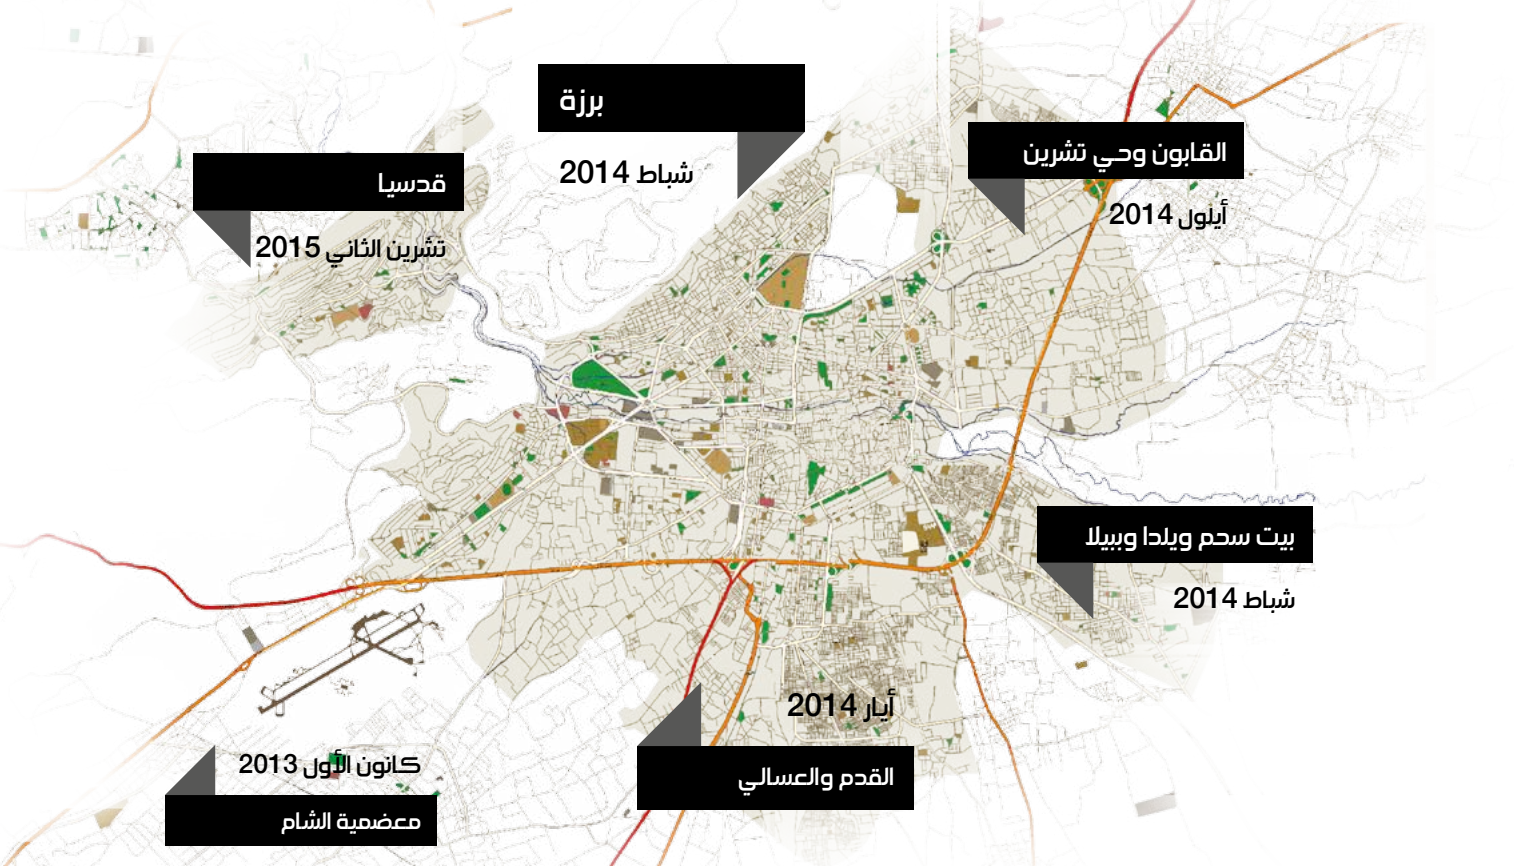 برزة
شباط 2014
القابون وحي تشرين
أيلول 2014
قدسيا
تشرين الثاني 2015
بيت سحم ويلدا وببيلا
شباط 2014
أيار 2014
القدم والعسالي
كانون الأول 2013
معضمية الشام